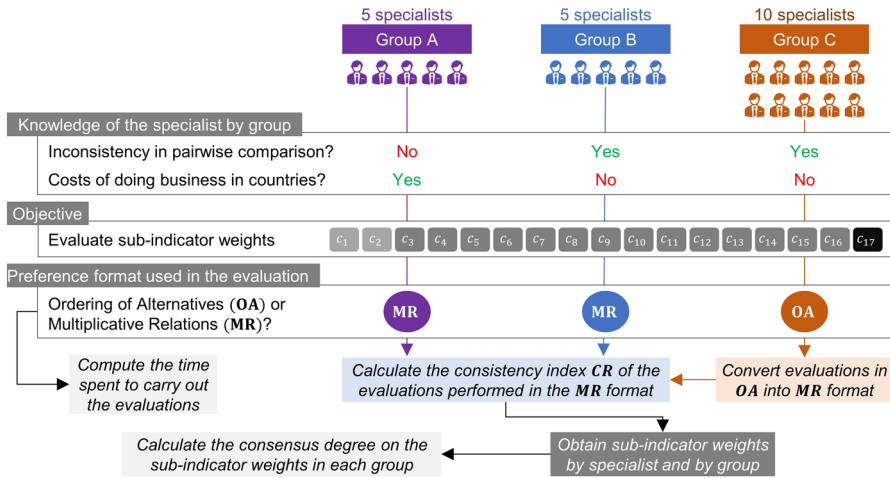 5 specialists 5 specialists 10 specialists
Group A Group B Group C
Knowledge of the specialist by group
Inconsistency in pairwise comparison? No Yes Yes
Costs of doing business in countries? Yes No No
Objective
Evaluate sub-indicator weights c1 c2 c3 c4 c5 c6 c7 c8 c9 c10 c11 c12 c13 c14 c15 c16 c17
Preference format used in the evaluation
Ordering of Alternatives (OA) or
Multiplicative Relations (MR)?
MR MR OA
Compute the time
spent to carry out
the evaluations
Calculate the consistency index CR of the
evaluations performed in the MR format
Convert evaluations in
OA into MR format
Calculate the consensus degree on the
sub-indicator weights in each group
Obtain sub-indicator weights
by specialist and by group